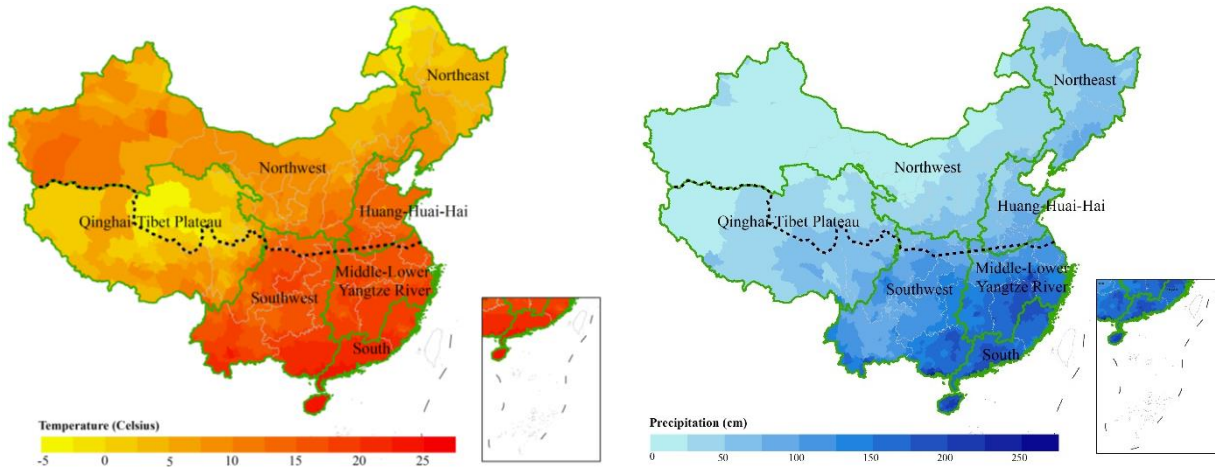 Northeast
Northwest
Qinghai-Tibet Plateau
Huang-Huai-Hai
Middle-Lower
Yangtze River
Southwest
South
Temperature (Celsius)
-5 0 5 10 15 20 25
Northeast
Northwest
Qinghai-Tibet Plateau
Huang-Huai-Hai
Middle-Lower
Yangtze River
Southwest
South
Precipitation (cm)
0 50 100 150 200 250